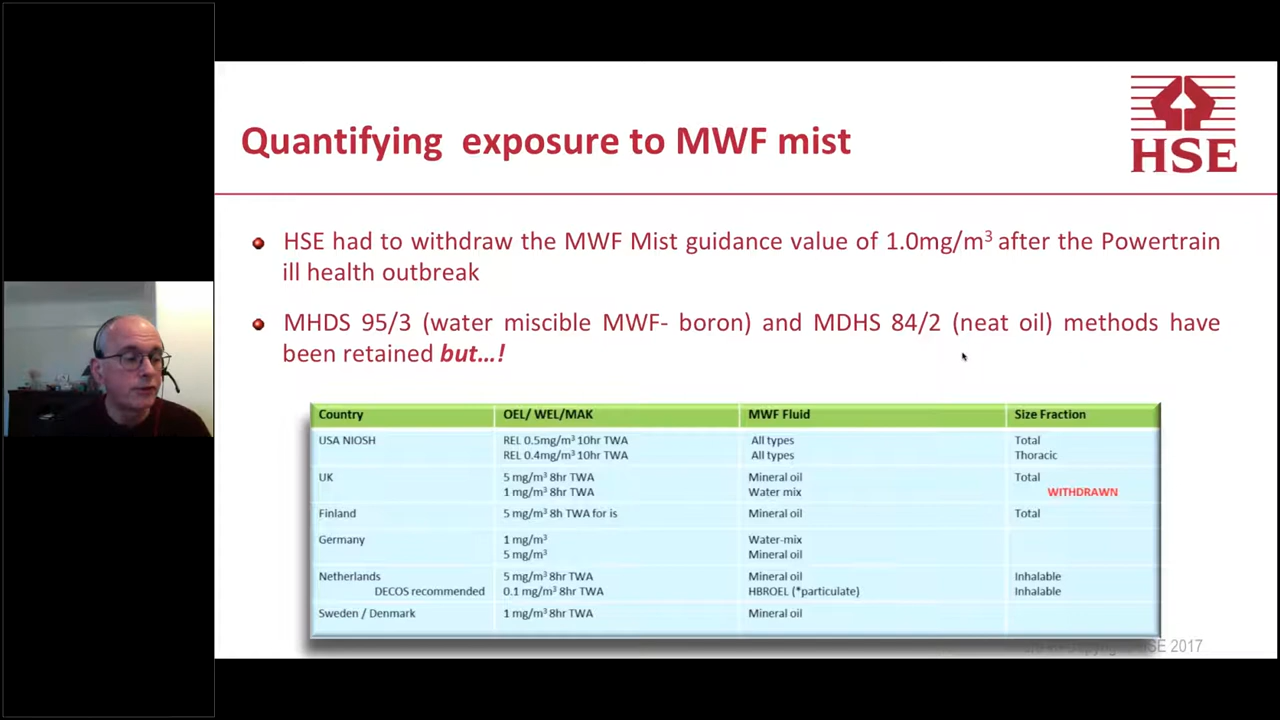 Quantifying exposure to MWF mist
HSE
HSE had to withdraw the MWF Mist guidance value of 1.0mg/m³ after the Powertrain
ill health outbreak
MHDS 95/3 (water miscible MWF- boron) and MDHS 84/2 (neat oil) methods have
been retained but...!
Country OEL/ WEL/MAK MWF Fluid Size Fraction
USA NIOSH REL 0.5mg/m³ 10hr TWA All types Total
REL 0.4mg/m³ 10hr TWA All types Thoracic
UK 5 mg/m³ 8hr TWA Mineral oil Total
1 mg/m³ 8hr TWA Water mix WITHDRAWN
Finland 5 mg/m³ 8h TWA for is Mineral oil Total
Germany 1 mg/m³ Water-mix
5 mg/m³ Mineral oil
Netherlands 5 mg/m³ 8hr TWA Mineral oil Inhalable
DECOS recommended 0.1 mg/m³ 8hr TWA HBROEL (*particulate) Inhalable
Sweden / Denmark 1 mg/m³ 8hr TWA Mineral oil
HSE 2017